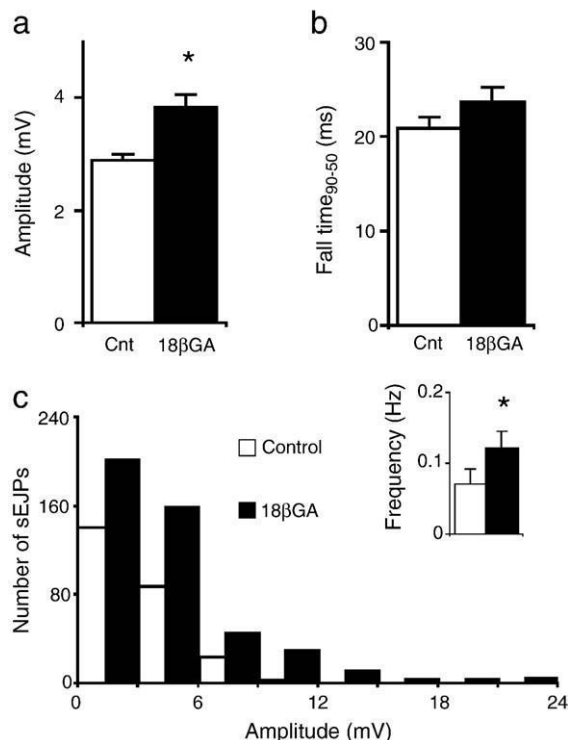 a
*
Amplitude (mV)
4
2
0
Cnt 18βGA
b
Fall time90-50 (ms)
30
20
10
0
Cnt 18βGA
c
Number of sEJPs
240
160
80
0
Control
18βGA
Frequency (Hz)
0.2
0.1
0
*
0 6 12 18 24
Amplitude (mV)